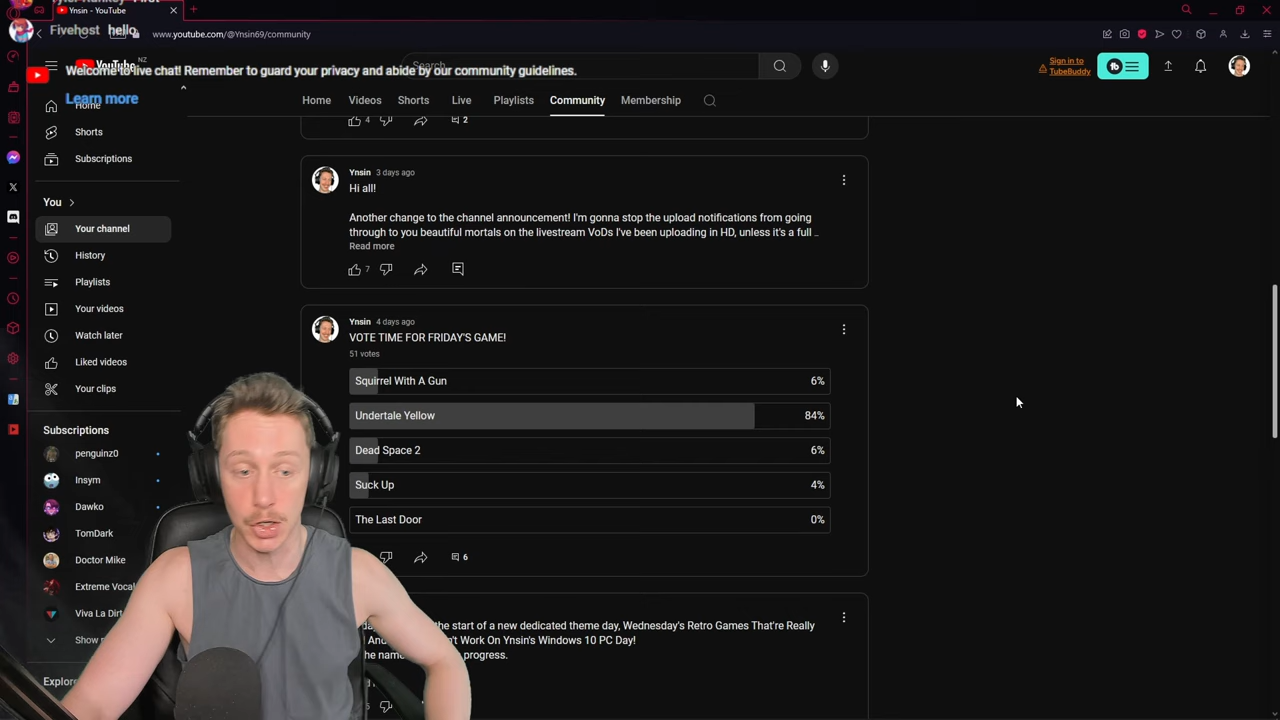 Ynsin - YouTube
Fivehost hello
www.youtube.com/@Ynsin69/community
Welcome to live chat! Remember to guard your privacy and abide by our community guidelines.
Learn more
YouTube NZ
Search
Sign in to
TubeBuddy
Home
Videos
Shorts
Live
Playlists
Community
Membership
Home
Shorts
Subscriptions
You
Your channel
History
Playlists
Your videos
Watch later
Liked videos
Your clips
Subscriptions
penguinz0
Insym
Dawko
TomDark
Doctor Mike
Extreme Vocal
Viva La Dirt
Show
Explore
4
2
Ynsin 3 days ago
Hi all!
Another change to the channel announcement! I'm gonna stop the upload notifications from going
through to you beautiful mortals on the livestream VoDs I've been uploading in HD, unless it's a full ...
Read more
7
Ynsin 4 days ago
VOTE TIME FOR FRIDAY'S GAME!
51 votes
Squirrel With A Gun 6%
Undertale Yellow 84%
Dead Space 2 6%
Suck Up 4%
The Last Door 0%
6
the start of a new dedicated theme day, Wednesday's Retro Games That're Really
Work On Ynsin's Windows 10 PC Day!
progress.